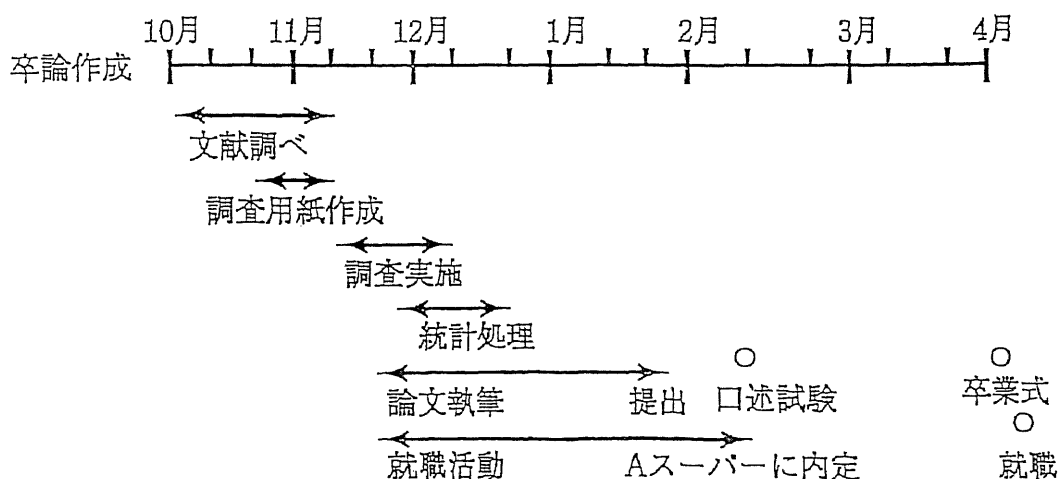 10月 11月 12月 1月 2月 3月 4月
卒論作成
文献調べ
調査用紙作成
調査実施
統計処理
論文執筆 提出 口述試験 卒業式
就職活動 Aスーパーに内定 就職